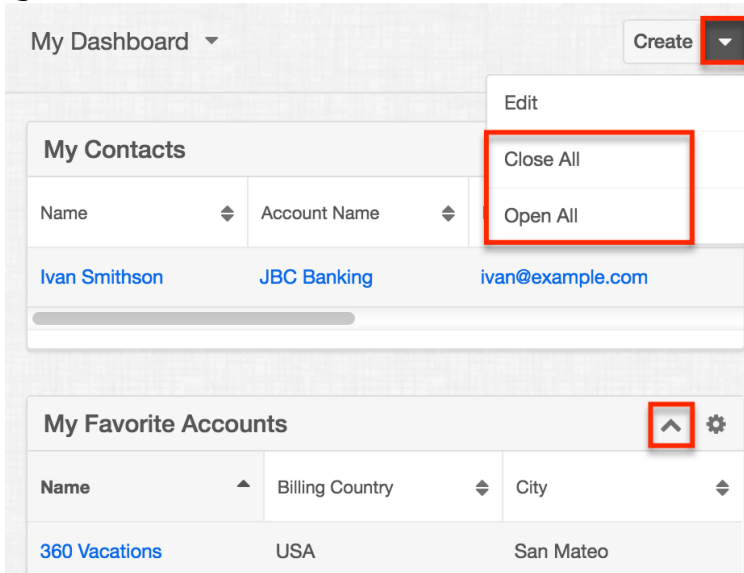 My Dashboard
Create
Edit
My Contacts
Close All
Name
Account Name
Open All
Ivan Smithson
JBC Banking
ivan@example.com
My Favorite Accounts
Name
Billing Country
City
360 Vacations
USA
San Mateo